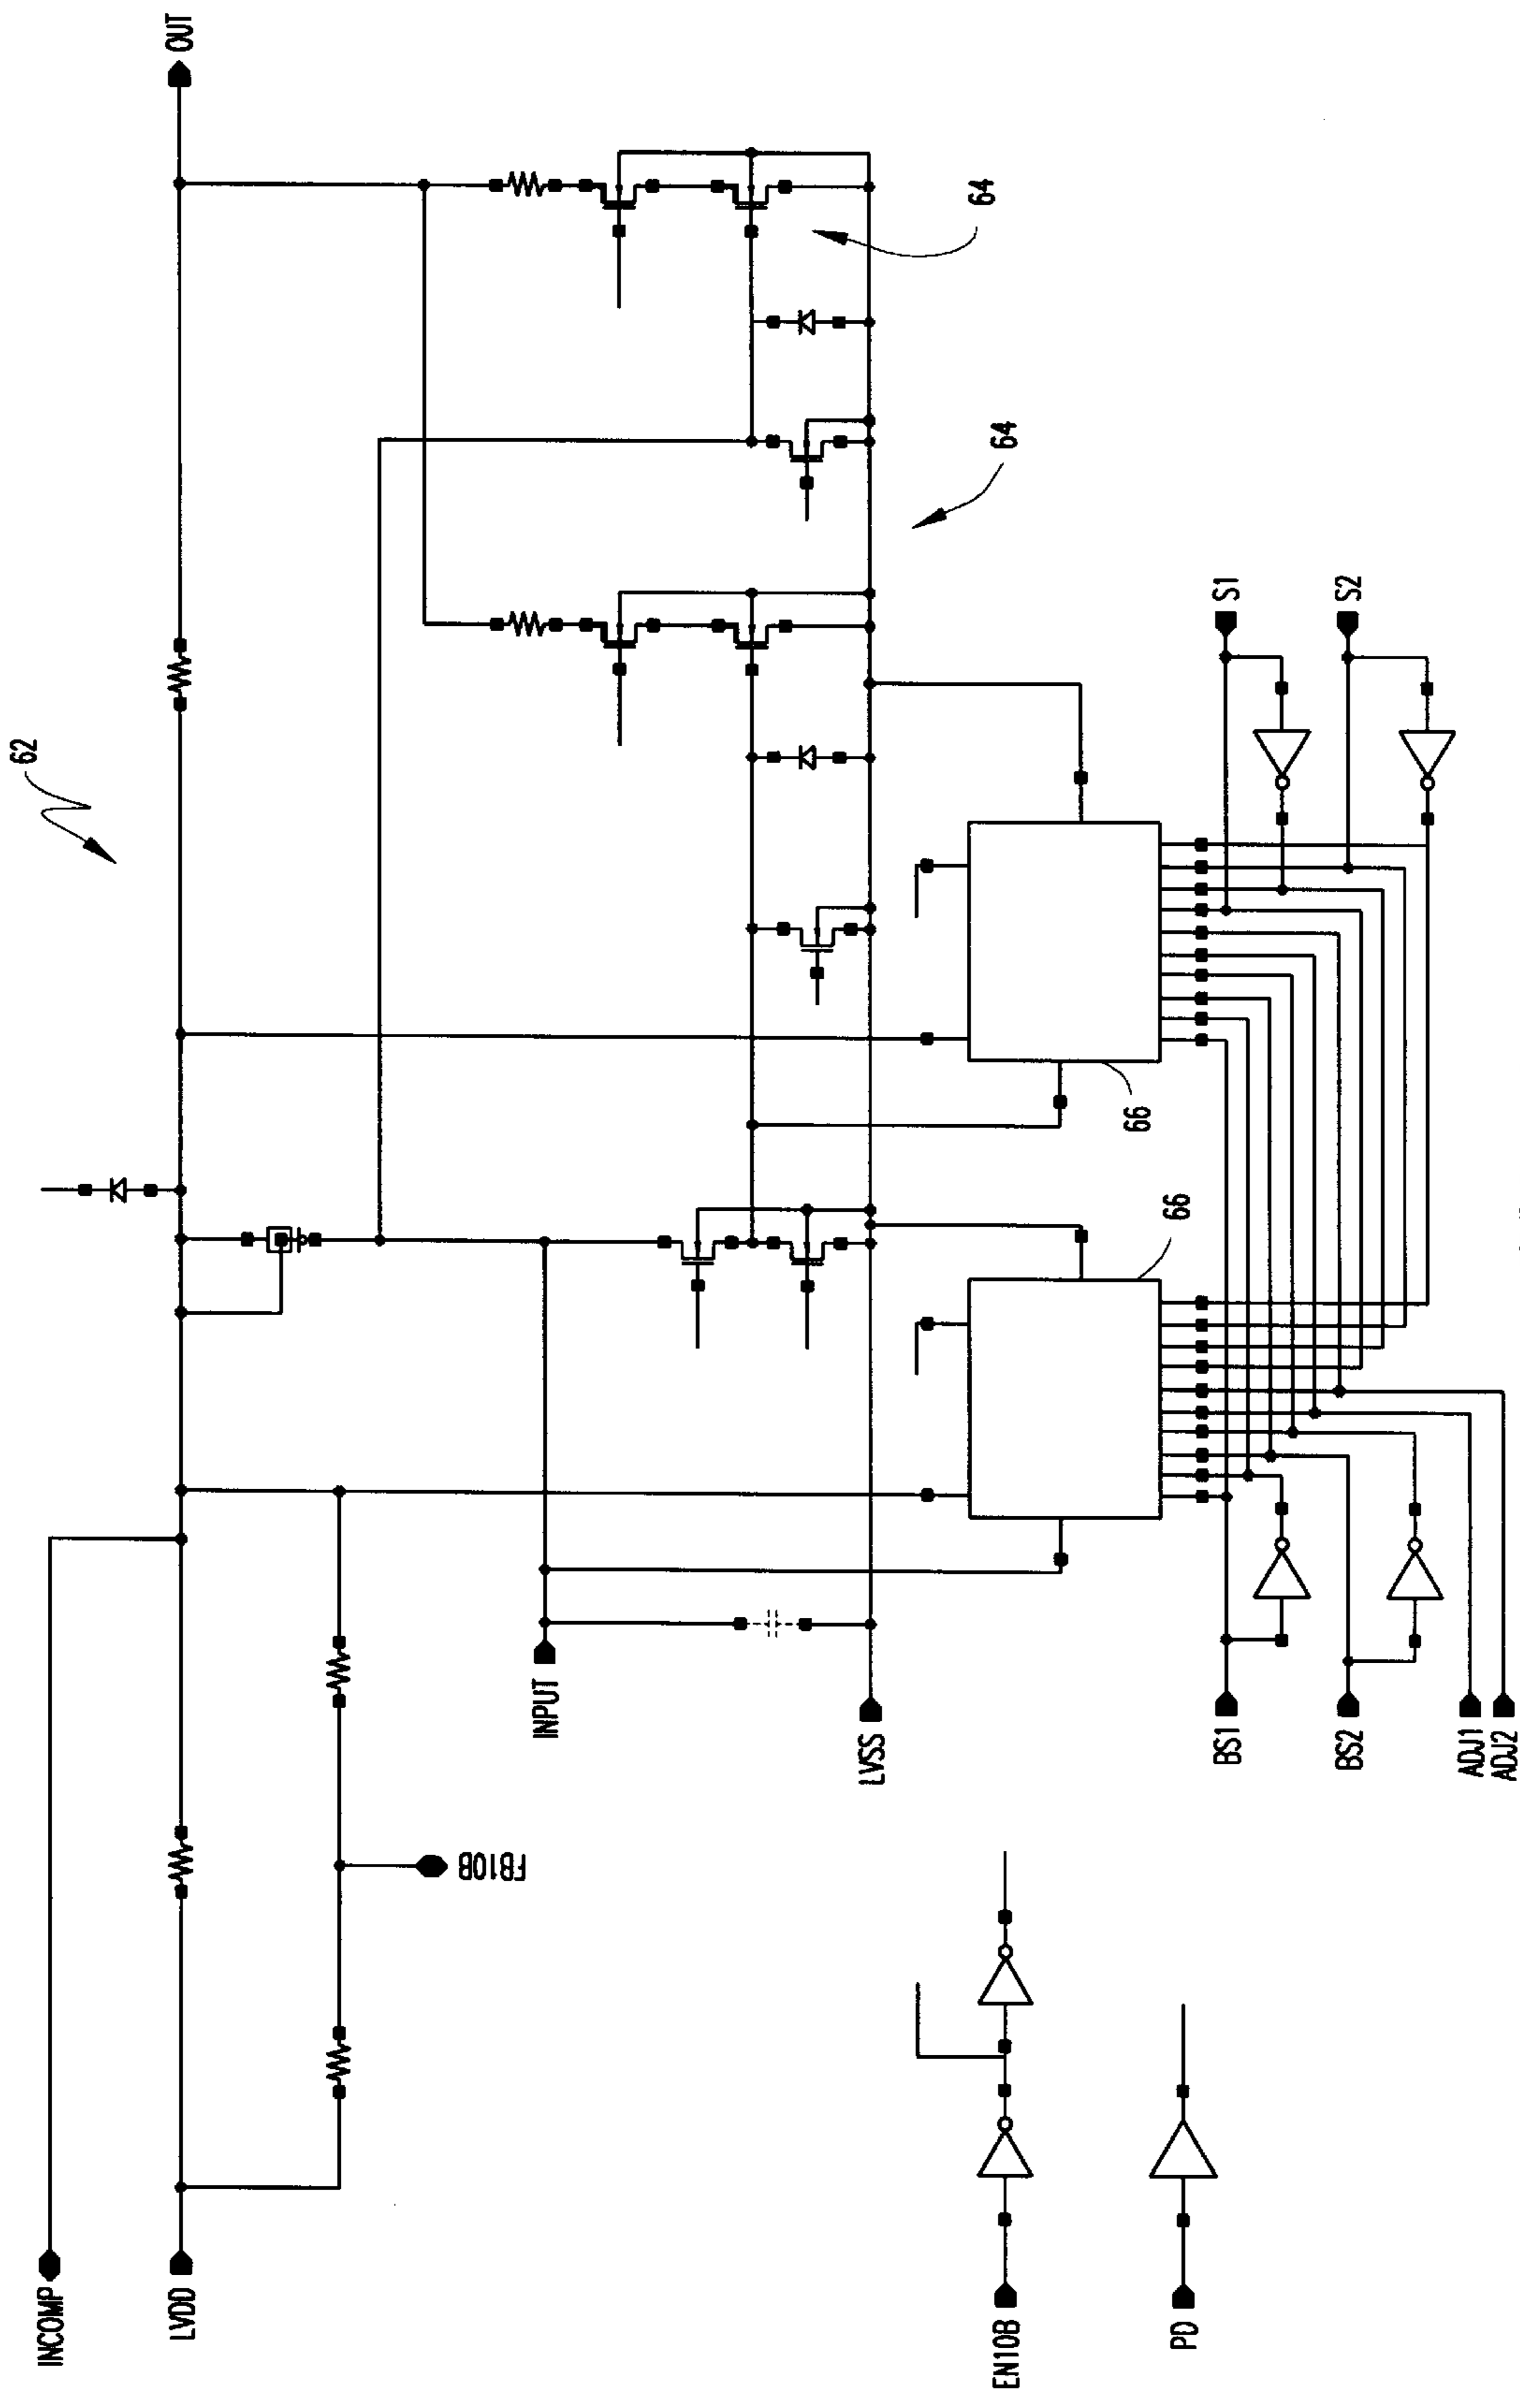 INCOMP
LVDD
62
OUT
FB10B
INPUT
LVSS
64
64
66
66
S1
S2
BS1
BS2
ADJ1
ADJ2
EN10B
PD